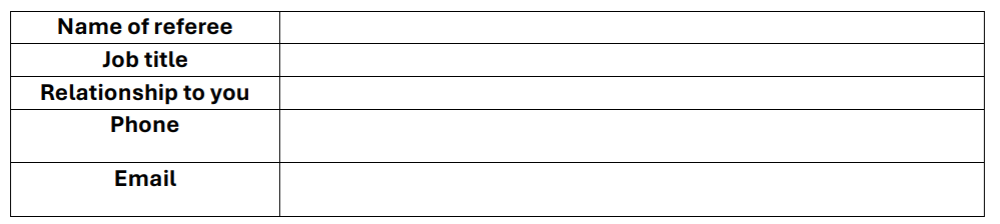 Name of referee
Job title
Relationship to you
Phone
Email